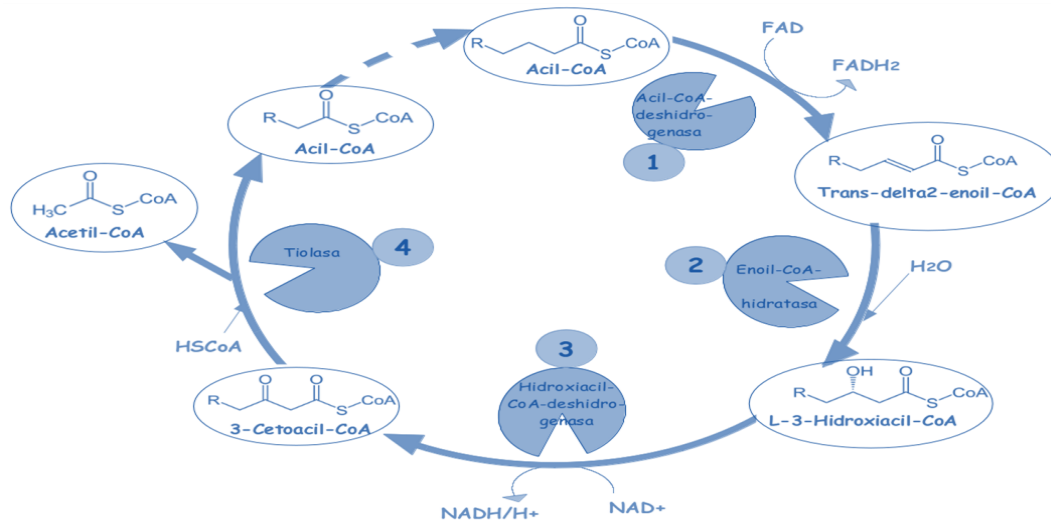 O
R
S
CoA
Acil-CoA
FAD
FADH2
Acil-CoA-
deshidro-
genasa
1
O
R
S
CoA
Trans-delta2-enoil-CoA
2
Enoil-CoA-
hidratasa
H2O
OH
O
R
S
CoA
L-3-Hidroxiacil-CoA
3
Hidroxiacil-
CoA-deshidro-
genasa
NAD+
NADH/H+
O
O
R
S
CoA
3-Cetoacil-CoA
HSCoA
4
Tiolasa
O
H3C
S
CoA
Acetil-CoA
O
R
S
CoA
Acil-CoA